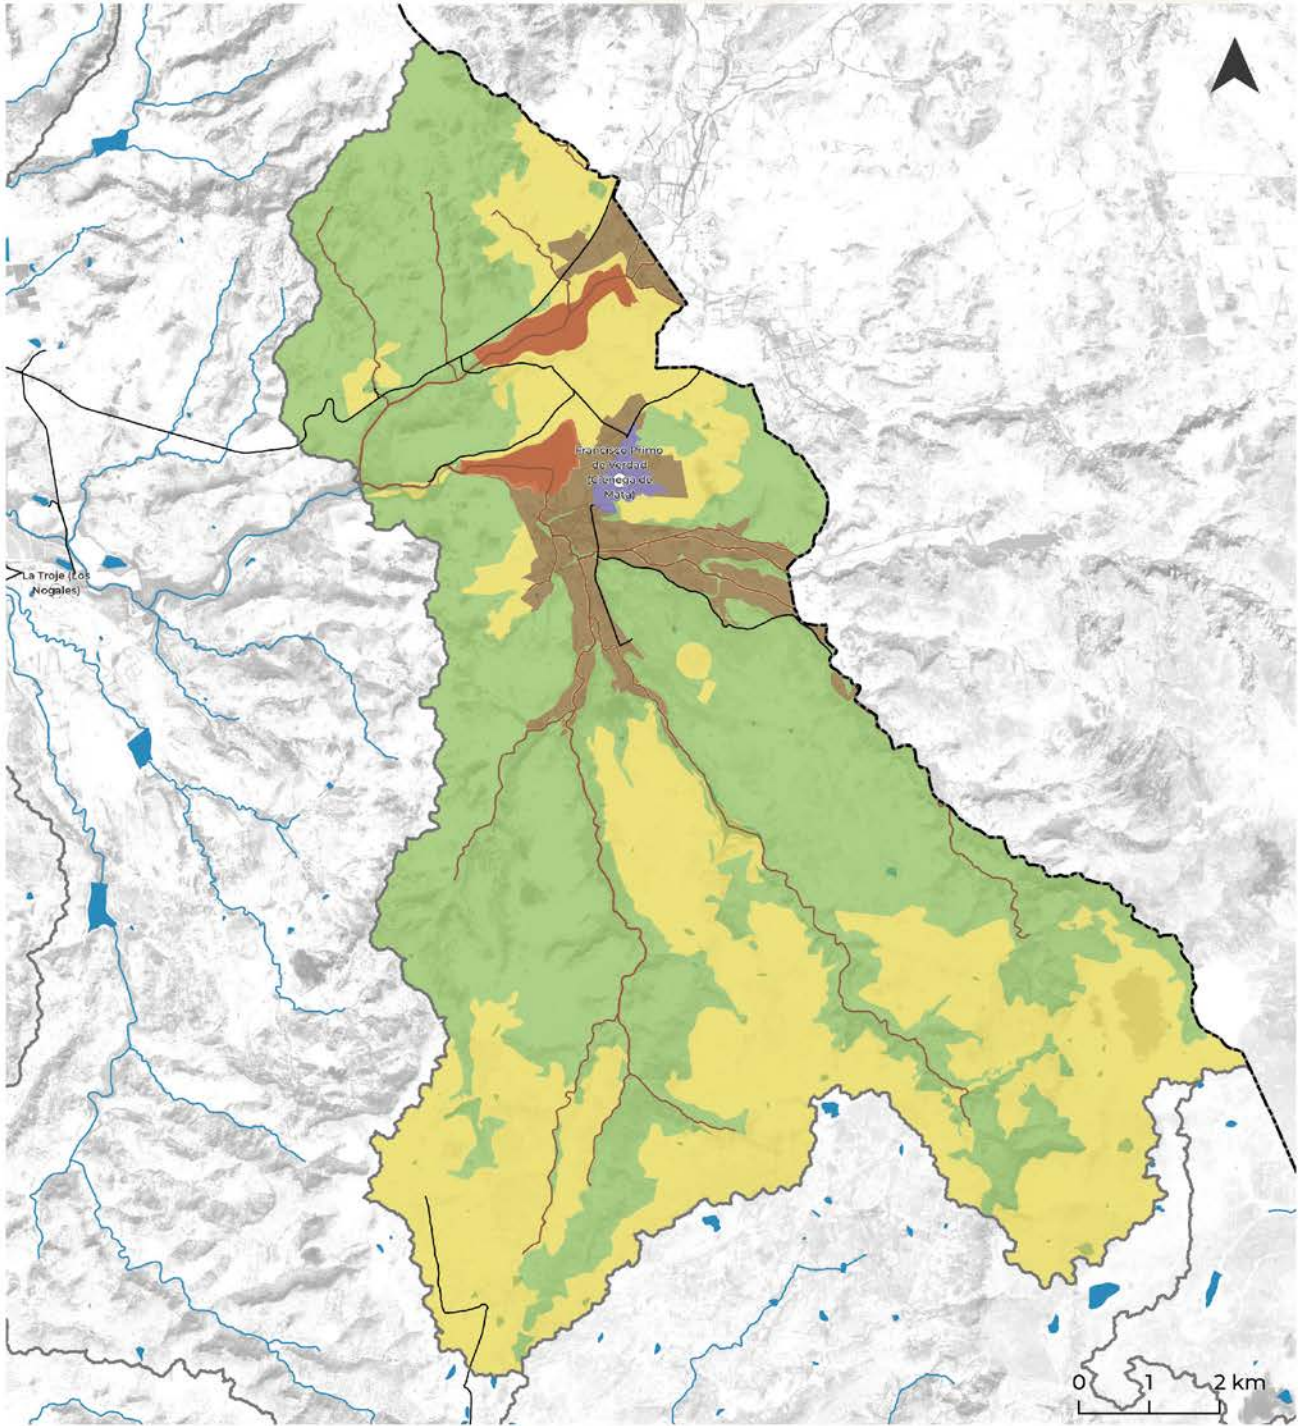 Francisco Primo
de Verdad
(Ciénega de
Mata)
La Troje (Los
Nogales)
0 1 2 km